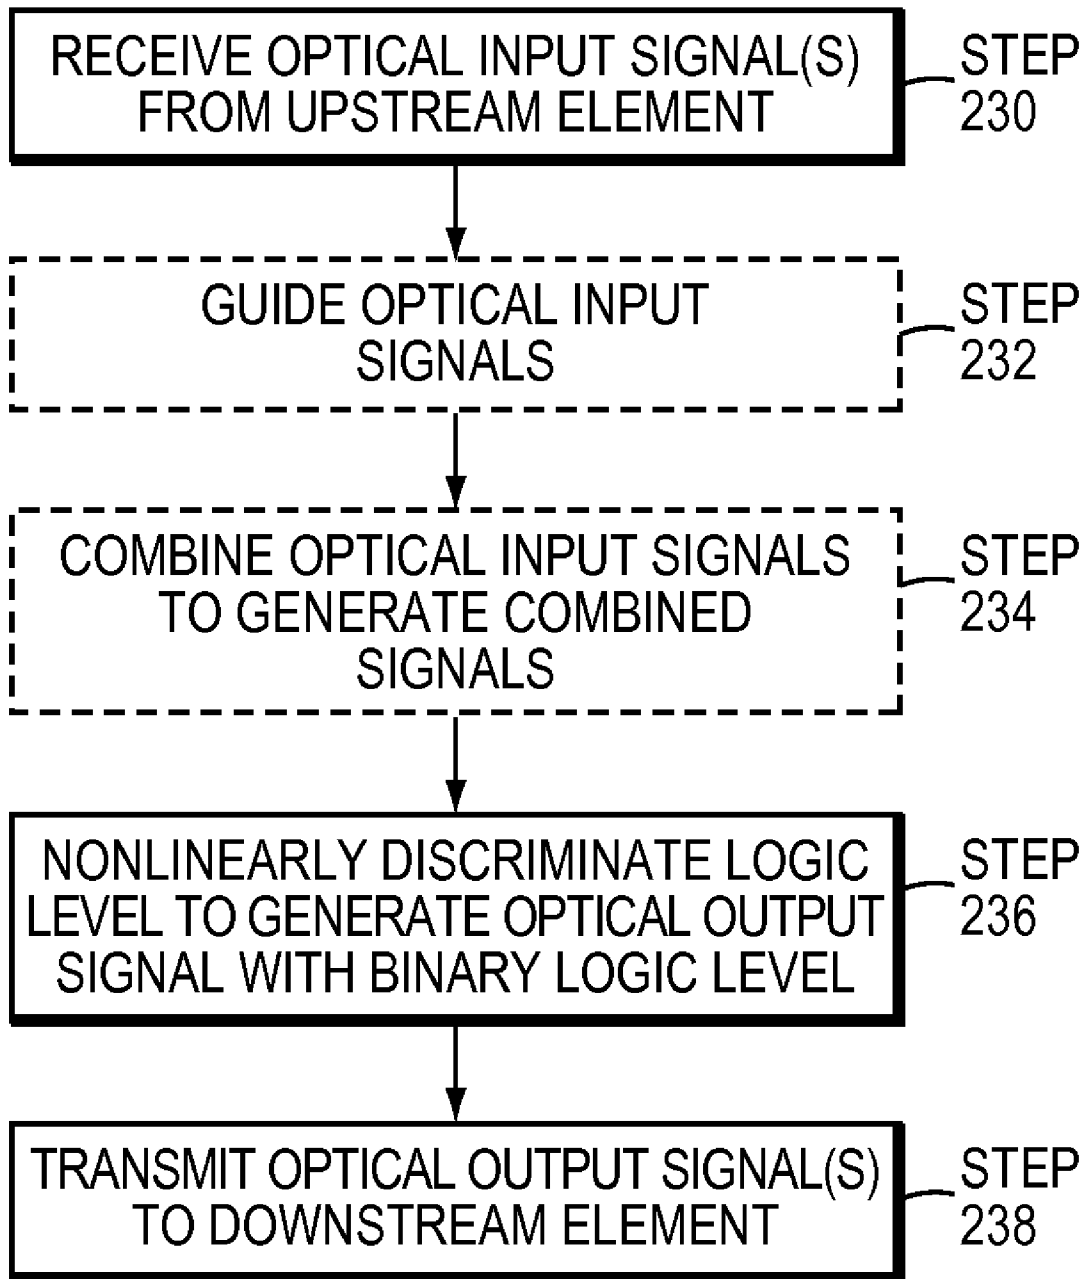 RECEIVE OPTICAL INPUT SIGNAL(S)
FROM UPSTREAM ELEMENT
STEP
230
GUIDE OPTICAL INPUT
SIGNALS
STEP
232
COMBINE OPTICAL INPUT SIGNALS
TO GENERATE COMBINED
SIGNALS
STEP
234
NONLINEARLY DISCRIMINATE LOGIC
LEVEL TO GENERATE OPTICAL OUTPUT
SIGNAL WITH BINARY LOGIC LEVEL
STEP
236
TRANSMIT OPTICAL OUTPUT SIGNAL(S)
TO DOWNSTREAM ELEMENT
STEP
238